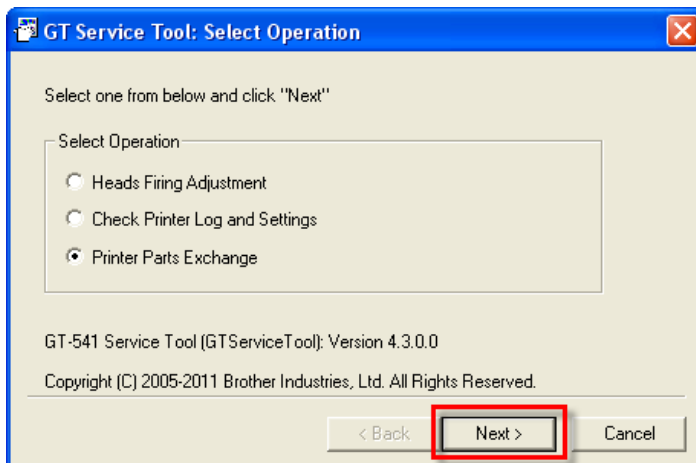 GT Service Tool: Select Operation
Select one from below and click "Next"
Select Operation
Heads Firing Adjustment
Check Printer Log and Settings
Printer Parts Exchange
GT-541 Service Tool (GTServiceTool): Version 4.3.0.0
Copyright (C) 2005-2011 Brother Industries, Ltd. All Rights Reserved.
< Back Next > Cancel